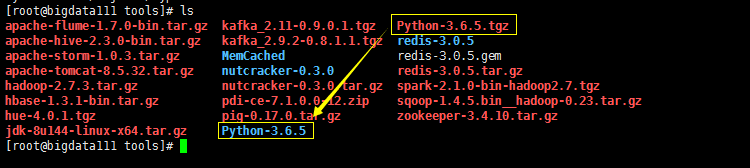 [root@bigdata111 tools]# ls
apache-flume-1.7.0-bin.tar.gz kafka_2.11-0.9.0.1.tgz Python-3.6.5.tgz
apache-hive-2.3.0-bin.tar.gz kafka_2.9.2-0.8.1.1.tgz redis-3.0.5
apache-storm-1.0.3.tar.gz MemCached redis-3.0.5.gem
apache-tomcat-8.5.32.tar.gz nutcracker-0.3.0 redis-3.0.5.tar.gz
hadoop-2.7.3.tar.gz nutcracker-0.3.0.tar.gz spark-2.1.0-bin-hadoop2.7.tgz
hbase-1.3.1-bin.tar.gz pdi-ce-7.1.0.0-12.zip sqoop-1.4.5.bin__hadoop-0.23.tar.gz
hue-4.0.1.tgz pig-0.17.0.tar.gz zookeeper-3.4.10.tar.gz
jdk-8u144-linux-x64.tar.gz Python-3.6.5
[root@bigdata111 tools]#